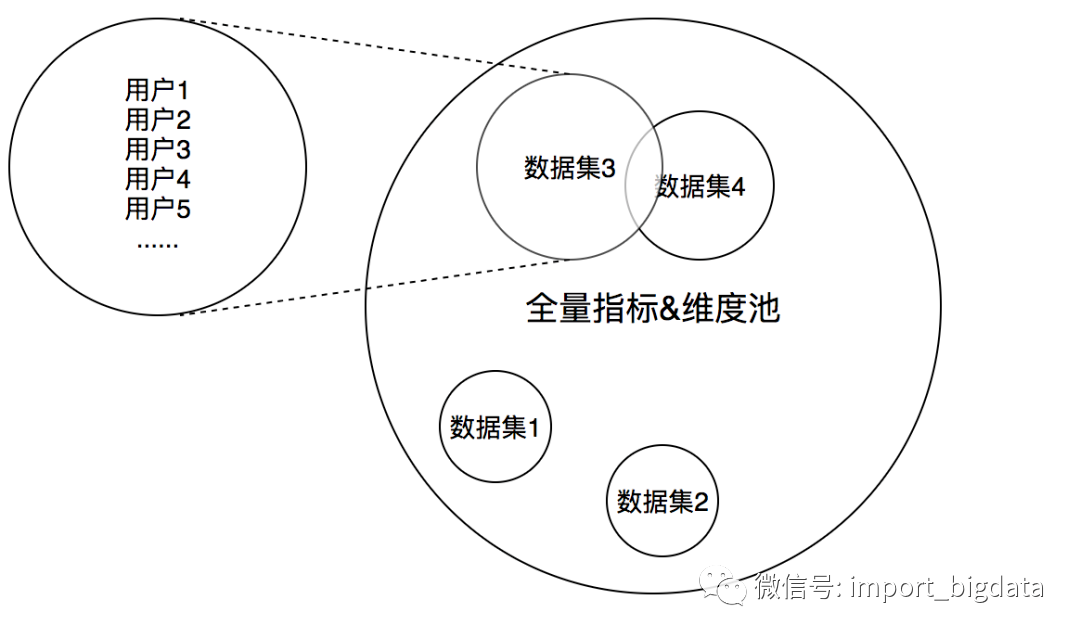 用户1
用户2
用户3
用户4
用户5
······
数据集3
数据集4
全量指标&维度池
数据集1
数据集2
微信号: import_bigdata